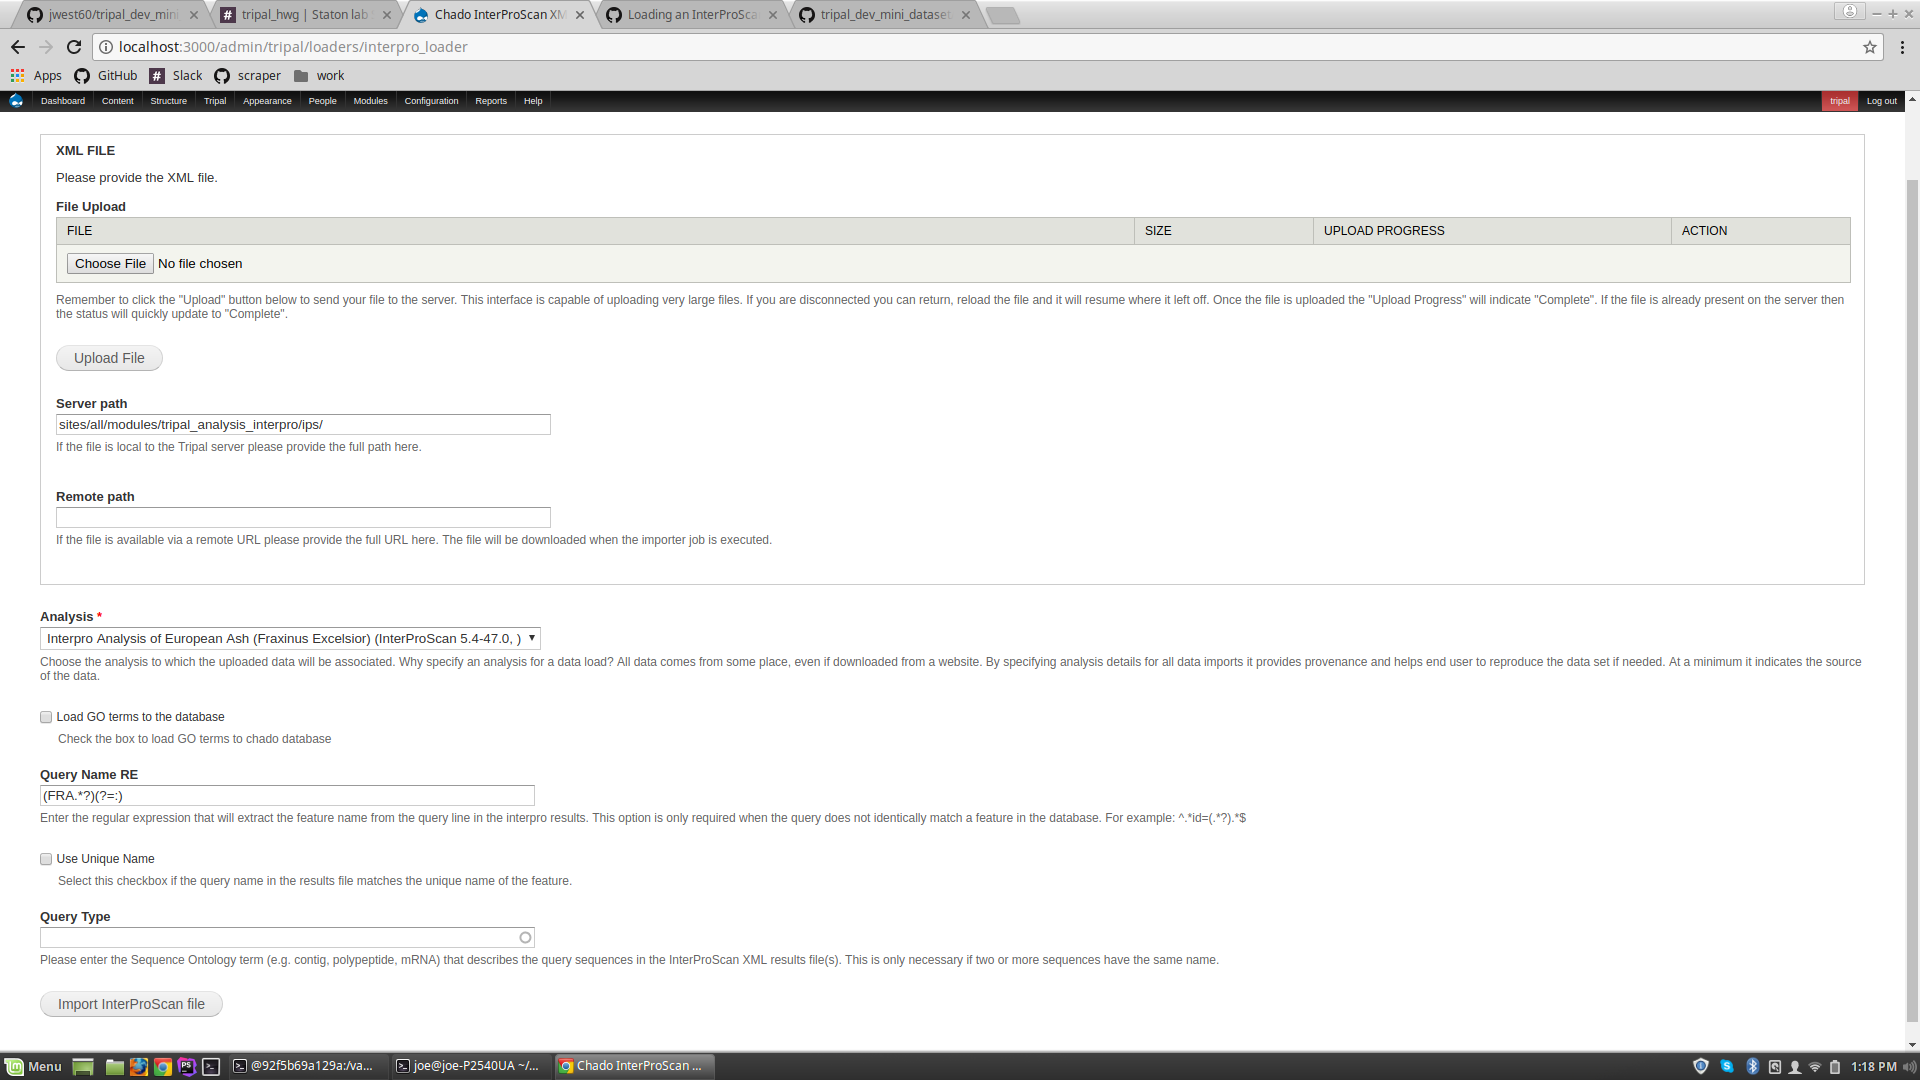 jwest60/tripal_dev_mini
tripal_hwg | Staton lab
Chado InterProScan XM
Loading an InterProSca
tripal_dev_mini_dataset
localhost:3000/admin/tripal/loaders/interpro_loader
Apps GitHub Slack scraper work
Dashboard Content Structure Tripal Appearance People Modules Configuration Reports Help tripal Log out
XML FILE
Please provide the XML file.
File Upload
FILE SIZE UPLOAD PROGRESS ACTION
Choose File No file chosen
Remember to click the "Upload" button below to send your file to the server. This interface is capable of uploading very large files. If you are disconnected you can return, reload the file and it will resume where it left off. Once the file is uploaded the "Upload Progress" will indicate "Complete". If the file is already present on the server then
the status will quickly update to "Complete".
Upload File
Server path
sites/all/modules/tripal_analysis_interpro/ips/
If the file is local to the Tripal server please provide the full path here.
Remote path
If the file is available via a remote URL please provide the full URL here. The file will be downloaded when the importer job is executed.
Analysis *
Interpro Analysis of European Ash (Fraxinus Excelsior) (InterProScan 5.4-47.0, )
Choose the analysis to which the uploaded data will be associated. Why specify an analysis for a data load? All data comes from some place, even if downloaded from a website. By specifying analysis details for all data imports it provides provenance and helps end user to reproduce the data set if needed. At a minimum it indicates the source
of the data.
Load GO terms to the database
Check the box to load GO terms to chado database
Query Name RE
(FRA.*?)(?=:)
Enter the regular expression that will extract the feature name from the query line in the interpro results. This option is only required when the query does not identically match a feature in the database. For example: ^.*id=(.*?).*$
Use Unique Name
Select this checkbox if the query name in the results file matches the unique name of the feature.
Query Type
Please enter the Sequence Ontology term (e.g. contig, polypeptide, mRNA) that describes the query sequences in the InterProScan XML results file(s). This is only necessary if two or more sequences have the same name.
Import InterProScan file
Menu @92f5b69a129a:/va... joe@joe-P2540UA ~/... Chado InterProScan ... 1:18 PM